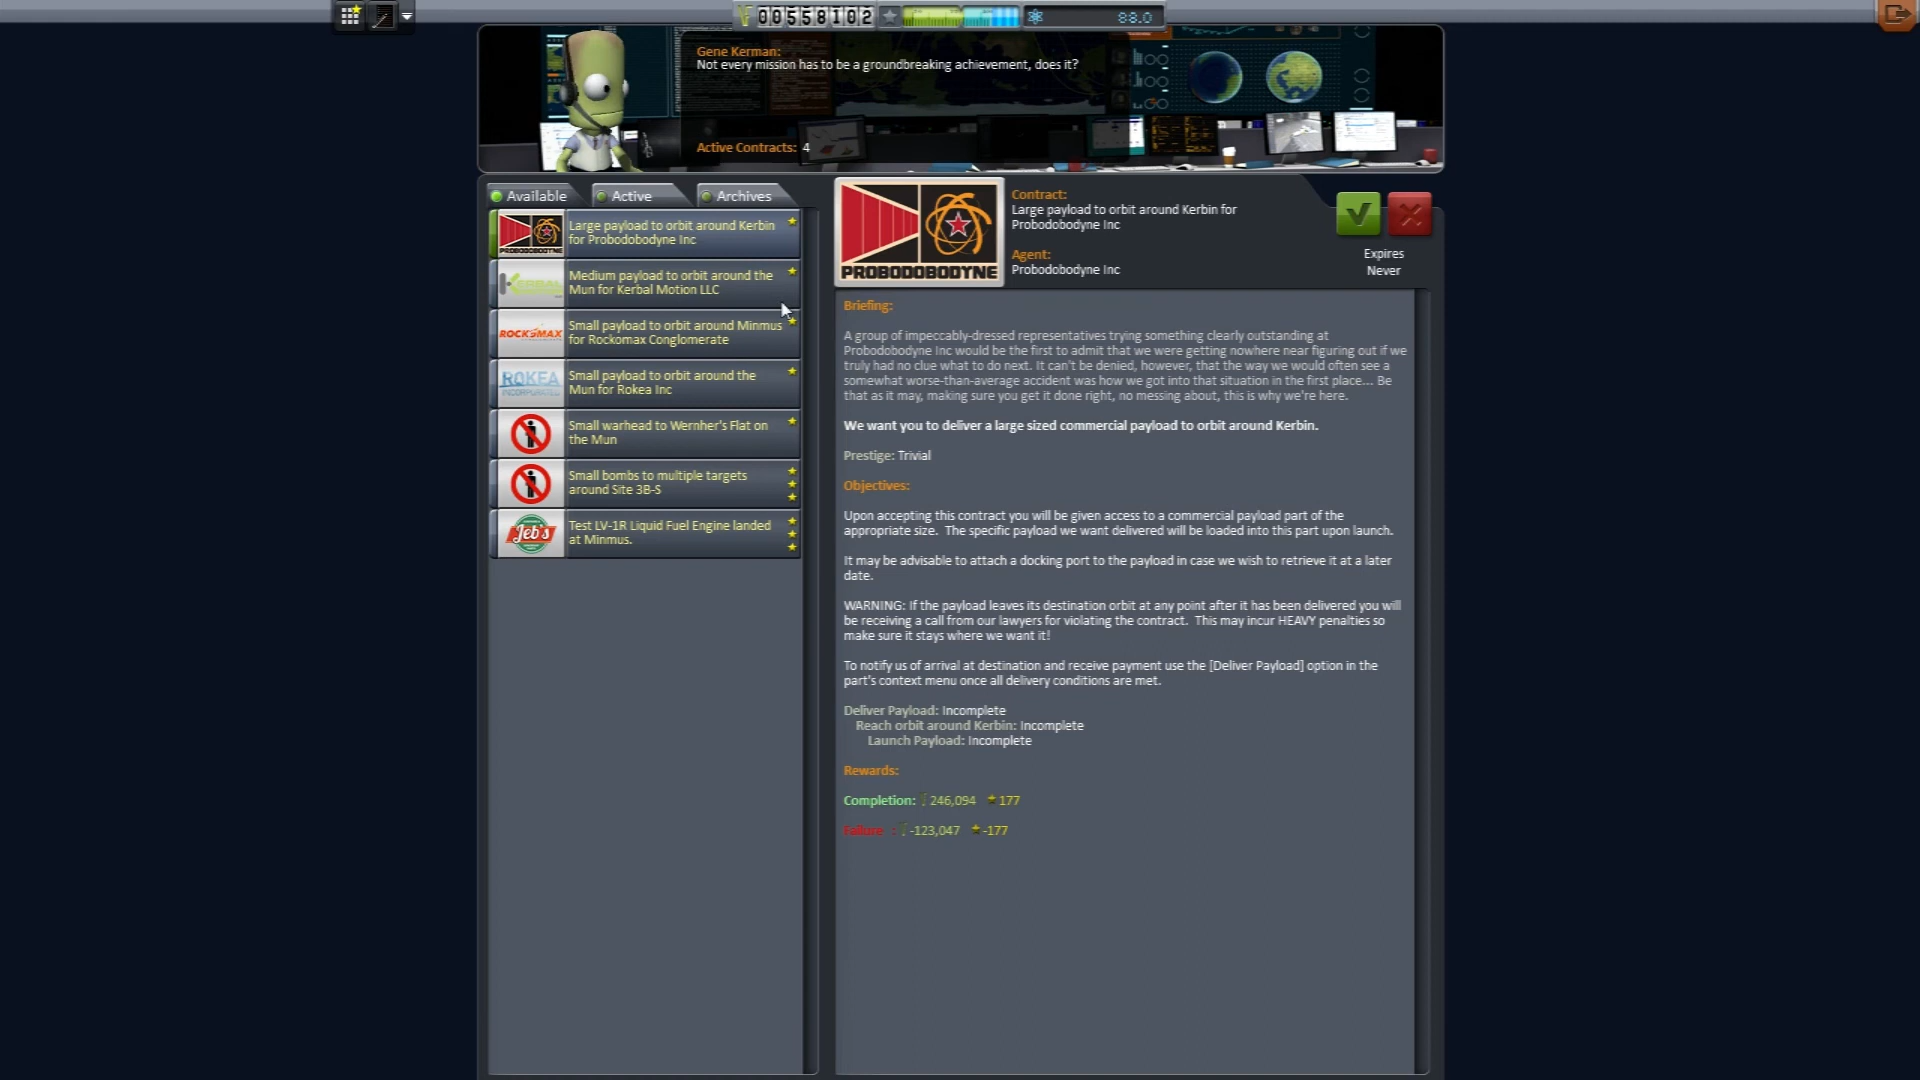 00558102
88.0
Gene Kerman:
Not every mission has to be a groundbreaking achievement, does it?
Active Contracts: 4
Available
Active
Archives
Large payload to orbit around Kerbin
for Probodobodyne Inc
Medium payload to orbit around the
Mun for Kerbal Motion LLC
ROCKOMAX
Small payload to orbit around Minmus
for Rockomax Conglomerate
ROKEA
INCORPORATED
Small payload to orbit around the
Mun for Rokea Inc
Small warhead to Wernher's Flat on
the Mun
Small bombs to multiple targets
around Site 3B-S
Jeb's
Test LV-1R Liquid Fuel Engine landed
at Minmus.
PROBODOBODYNE
Contract:
Large payload to orbit around Kerbin for
Probodobodyne Inc
Agent:
Probodobodyne Inc
Expires
Never
Briefing:
A group of impeccably-dressed representatives trying something clearly outstanding at
Probodobodyne Inc would be the first to admit that we were getting nowhere near figuring out if we
truly had no clue what to do next. It can't be denied, however, that the way we would often see a
somewhat worse-than-average accident was how we got into that situation in the first place... Be
that as it may, making sure you get it done right, no messing about, this is why we're here.
We want you to deliver a large sized commercial payload to orbit around Kerbin.
Prestige: Trivial
Objectives:
Upon accepting this contract you will be given access to a commercial payload part of the
appropriate size. The specific payload we want delivered will be loaded into this part upon launch.
It may be advisable to attach a docking port to the payload in case we wish to retrieve it at a later
date.
WARNING: If the payload leaves its destination orbit at any point after it has been delivered you will
be receiving a call from our lawyers for violating the contract. This may incur HEAVY penalties so
make sure it stays where we want it!
To notify us of arrival at destination and receive payment use the [Deliver Payload] option in the
part's context menu once all delivery conditions are met.
Deliver Payload: Incomplete
Reach orbit around Kerbin: Incomplete
Launch Payload: Incomplete
Rewards:
Completion: 246,094 177
Failure : -123,047 -177